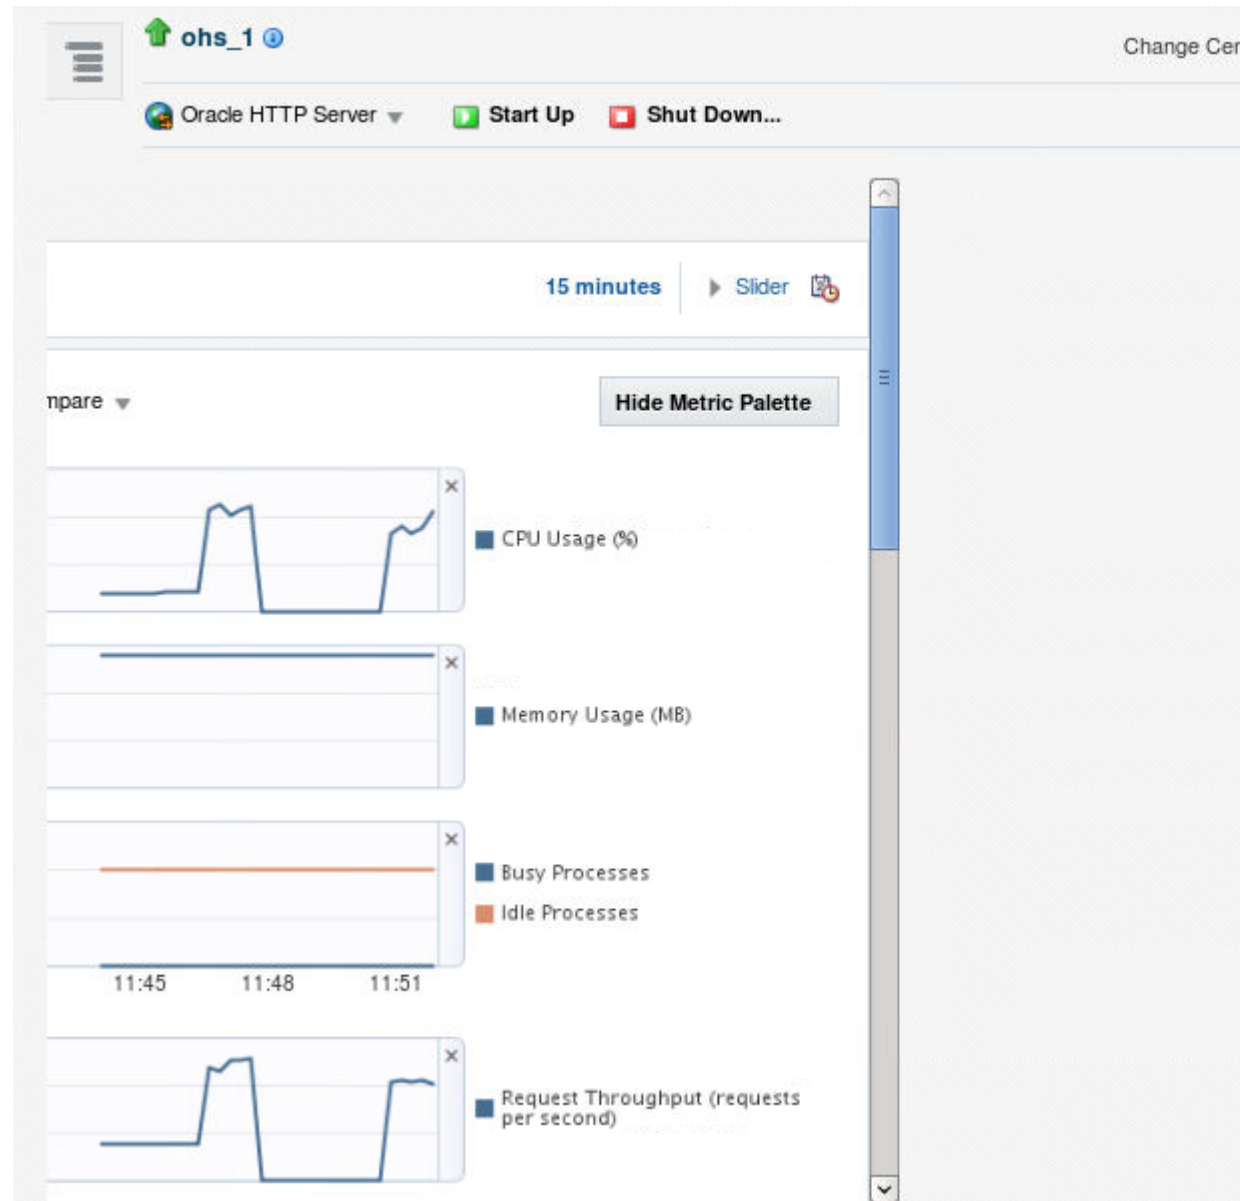 ohs_1
Change Cer
Oracle HTTP Server
Start Up
Shut Down...
15 minutes
Slider
mpare
Hide Metric Palette
CPU Usage (%)
Memory Usage (MB)
Busy Processes
Idle Processes
11:45 11:48 11:51
Request Throughput (requests
per second)